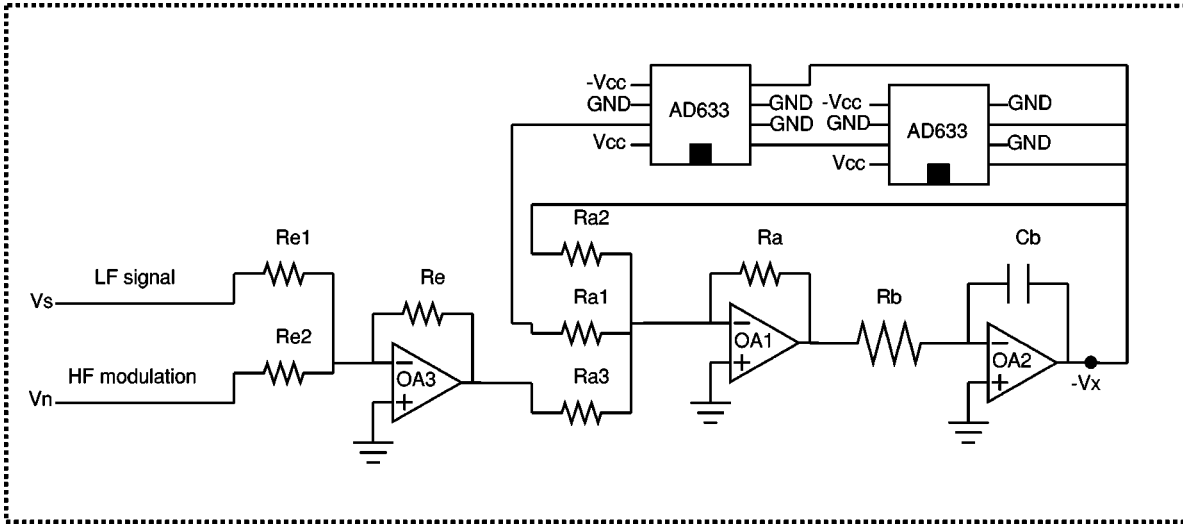 -Vcc
GND
Vcc
AD633
GND
GND
-Vcc
GND
Vcc
AD633
GND
GND
Ra2
Re1
Ra
Cb
LF signal
Re
Vs
Ra1
Rb
Re2
OA1
OA2
HF modulation
OA3
Ra3
-Vx
Vn